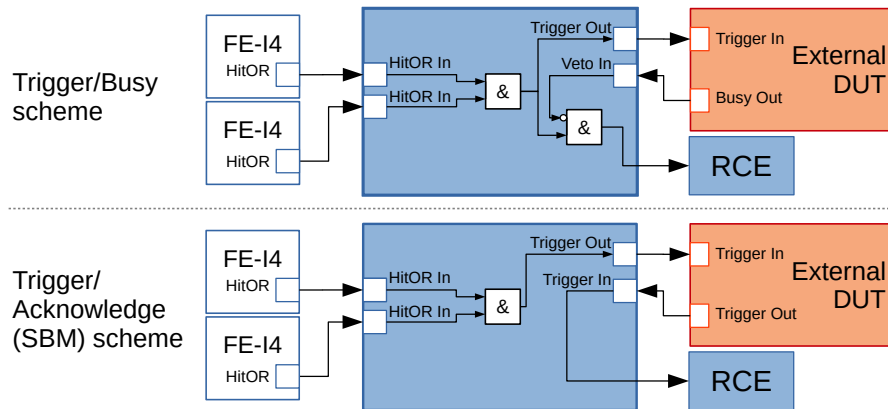 Trigger/Busy
scheme
FE-I4
HitOR
FE-I4
HitOR
HitOR In
HitOR In
&
Trigger Out
Veto In
&
Trigger In
External
DUT
Busy Out
RCE
Trigger/
Acknowledge
(SBM) scheme
FE-I4
HitOR
FE-I4
HitOR
HitOR In
HitOR In
&
Trigger Out
Trigger In
Trigger In
External
DUT
Trigger Out
RCE